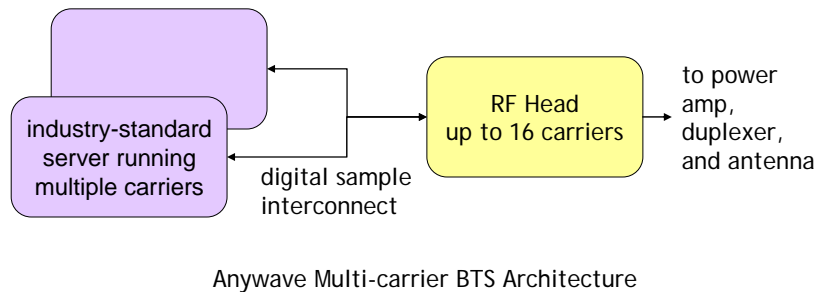 industry-standard
server running
multiple carriers
digital sample
interconnect
RF Head
up to 16 carriers
to power
amp,
duplexer,
and antenna
Anywave Multi-carrier BTS Architecture